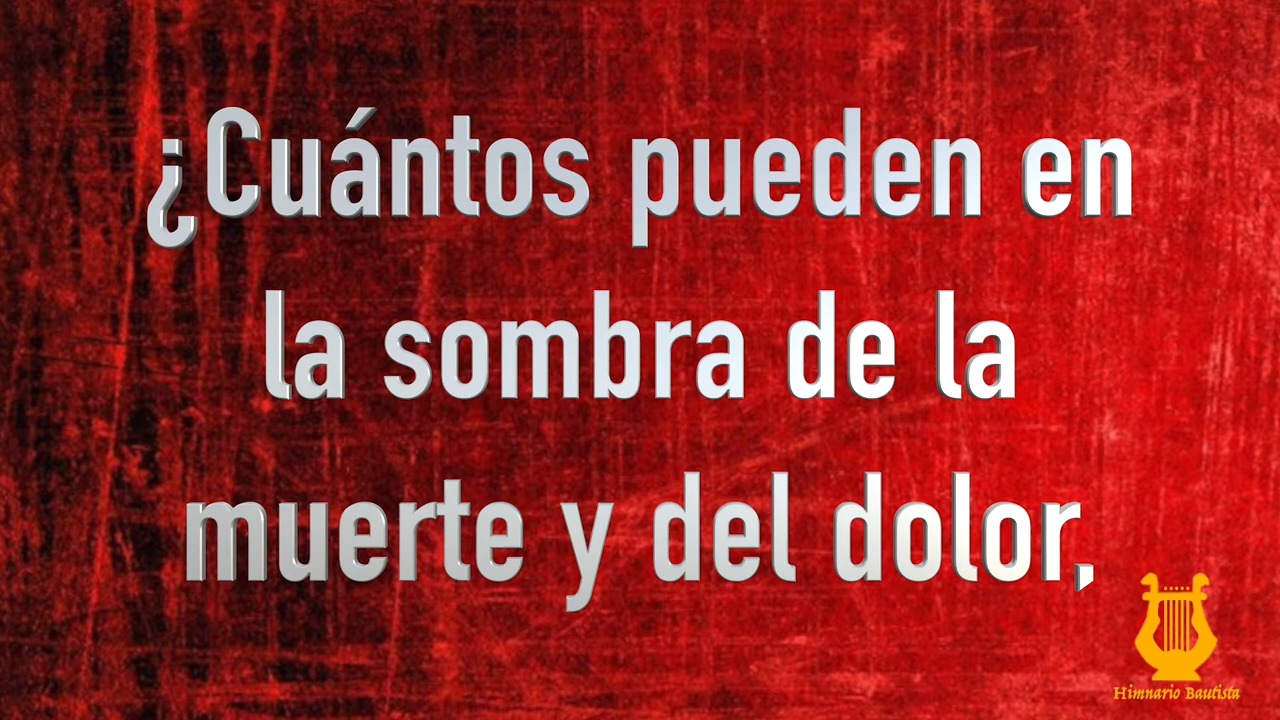 ¿Cuántos pueden en
la sombra de la
muerte y del dolor,
Himnario Bautista